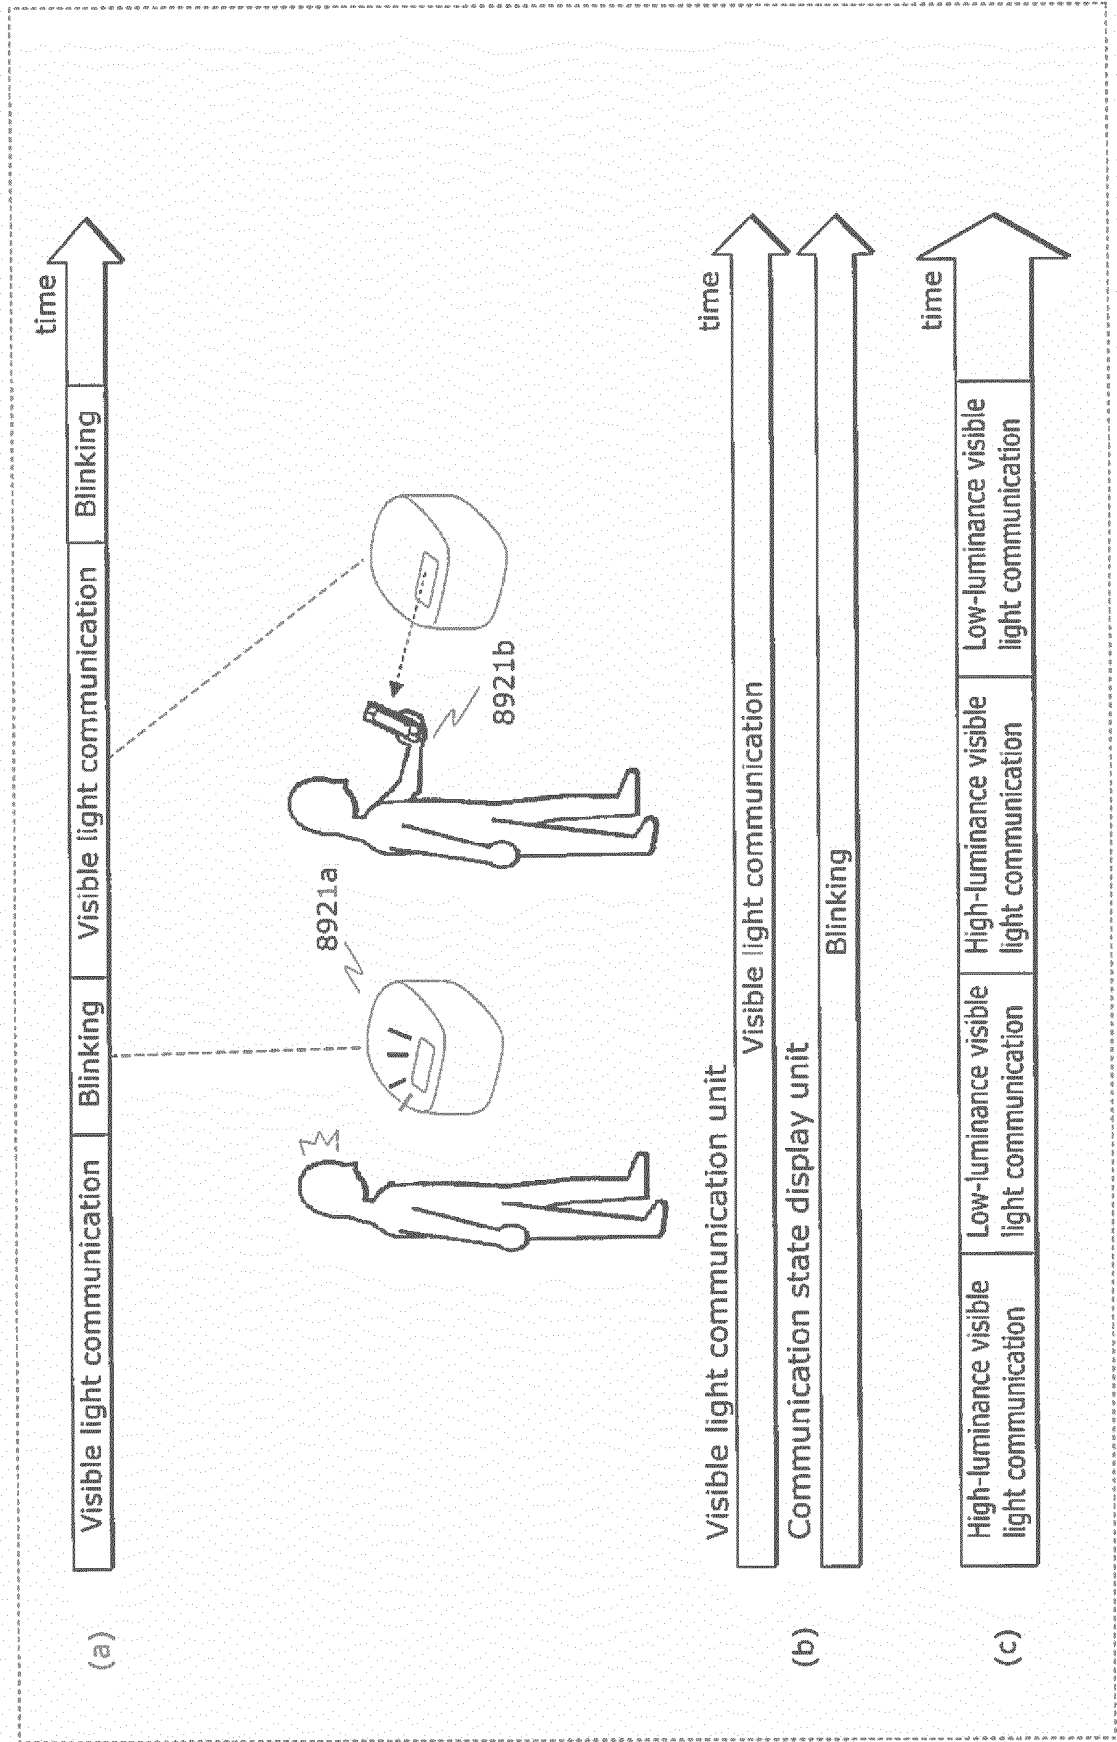 (a)
time
Visible light communication
Blinking
Visible light communication
Blinking
8921a
8921b
(b)
Visible light communication unit
time
Visible light communication
Communication state display unit
Blinking
(c)
time
High-luminance visible
light communication
Low-luminance visible
light communication
High-luminance visible
light communication
Low-luminance visible
light communication